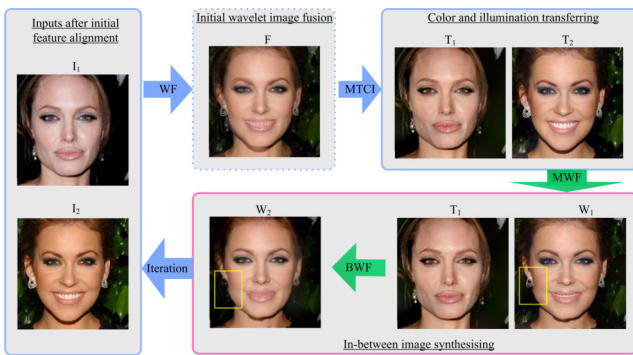 Inputs after initial
feature alignment
I1
I2
WF
Initial wavelet image fusion
F
MTCI
Color and illumination transferring
T1
T2
MWF
W1
T1
BWF
W2
In-between image synthesising
Iteration